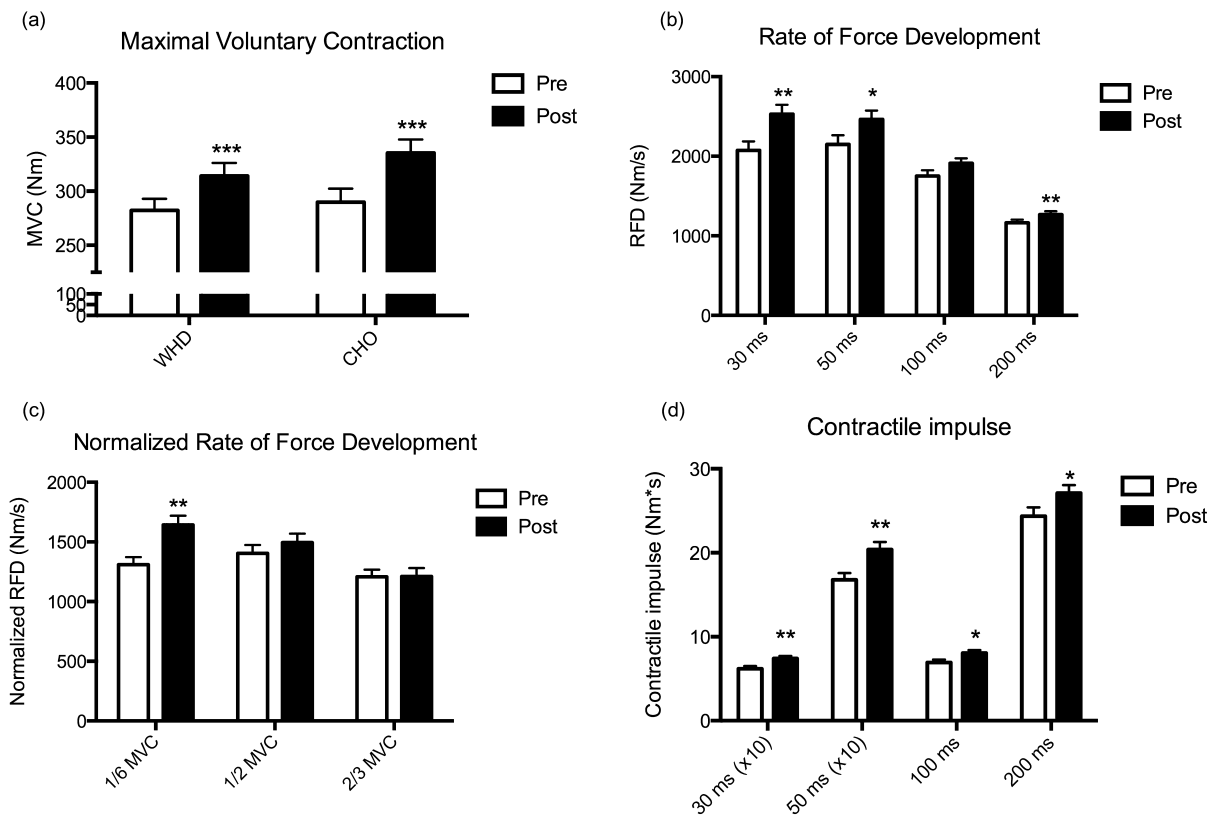 (a)
Maximal Voluntary Contraction
MVC (Nm)
400
350
300
250
100
50
0
***
***
Pre
Post
WHD
CHO
(b)
Rate of Force Development
RFD (Nm/s)
3000
2000
1000
0
**
*
**
Pre
Post
30 ms
50 ms
100 ms
200 ms
(c)
Normalized Rate of Force Development
Normalized RFD (Nm/s)
2000
1500
1000
500
0
**
Pre
Post
1/6 MVC
1/2 MVC
2/3 MVC
(d)
Contractile impulse
Contractile impulse (Nm*s)
30
20
10
0
**
**
*
*
Pre
Post
30 ms (x10)
50 ms (x10)
100 ms
200 ms